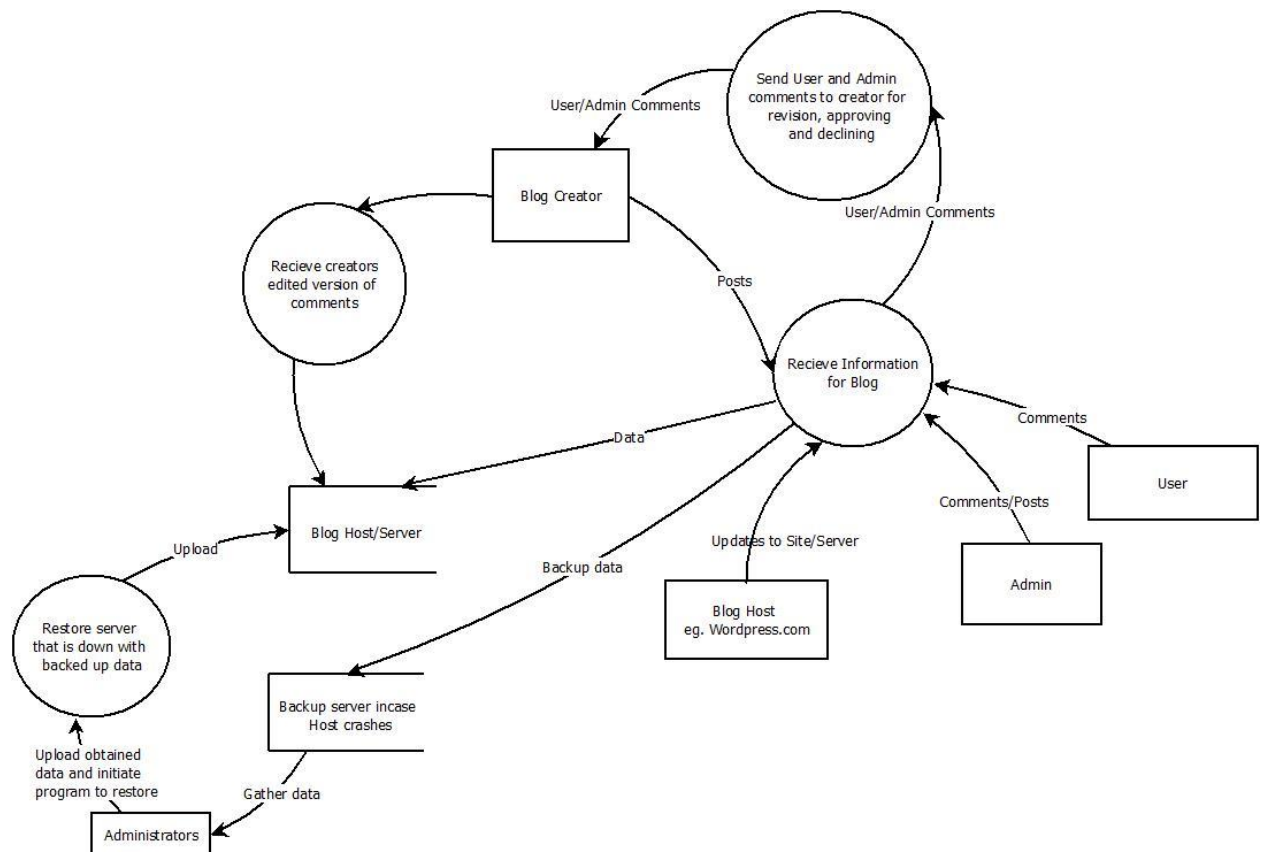 Send User and Admin
comments to creator for
revision, approving
and declining
User/Admin Comments
Blog Creator
User/Admin Comments
Recieve creators
edited version of
comments
Posts
Recieve Information
for Blog
Comments
Data
User
Comments/Posts
Blog Host/Server
Updates to Site/Server
Upload
Backup data
Admin
Blog Host
eg. Wordpress.com
Restore server
that is down with
backed up data
Backup server incase
Host crashes
Upload obtained
data and initiate
program to restore
Gather data
Administrators